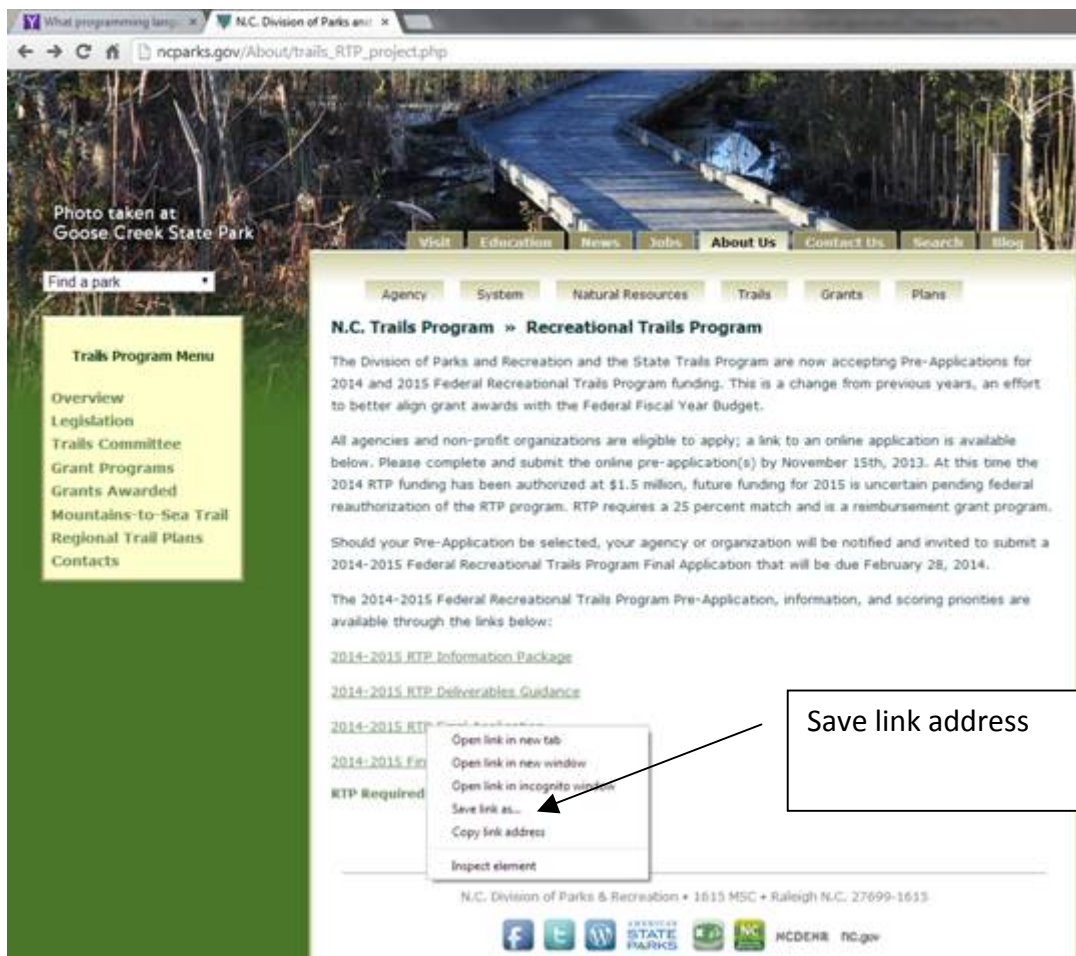 What programming lang
N.C. Division of Parks and
ncparks.gov/About/trails_RTP_project.php
Photo taken at
Goose Creek State Park
Visit Education News Jobs About Us Contact Us Search Blog
Find a park
Agency System Natural Resources Trails Grants Plans
Trails Program Menu
Overview
Legislation
Trails Committee
Grant Programs
Grants Awarded
Mountains-to-Sea Trail
Regional Trail Plans
Contacts
N.C. Trails Program » Recreational Trails Program
The Division of Parks and Recreation and the State Trails Program are now accepting Pre-Applications for
2014 and 2015 Federal Recreational Trails Program funding. This is a change from previous years, an effort
to better align grant awards with the Federal Fiscal Year Budget.
All agencies and non-profit organizations are eligible to apply; a link to an online application is available
below. Please complete and submit the online pre-application(s) by November 15th, 2013. At this time the
2014 RTP funding has been authorized at $1.5 million, future funding for 2015 is uncertain pending federal
reauthorization of the RTP program. RTP requires a 25 percent match and is a reimbursement grant program.
Should your Pre-Application be selected, your agency or organization will be notified and invited to submit a
2014-2015 Federal Recreational Trails Program Final Application that will be due February 28, 2014.
The 2014-2015 Federal Recreational Trails Program Pre-Application, information, and scoring priorities are
available through the links below:
2014-2015 RTP Information Package
2014-2015 RTP Deliverables Guidance
2014-2015 RTP Final Application
2014-2015 Fin
RTP Required
Open link in new tab
Open link in new window
Open link in incognito window
Save link as...
Copy link address
Inspect element
Save link address
N.C. Division of Parks & Recreation • 1615 MSC • Raleigh N.C. 27699-1615
AMERICAN
STATE
PARKS
NC
NCDENR nc.gov